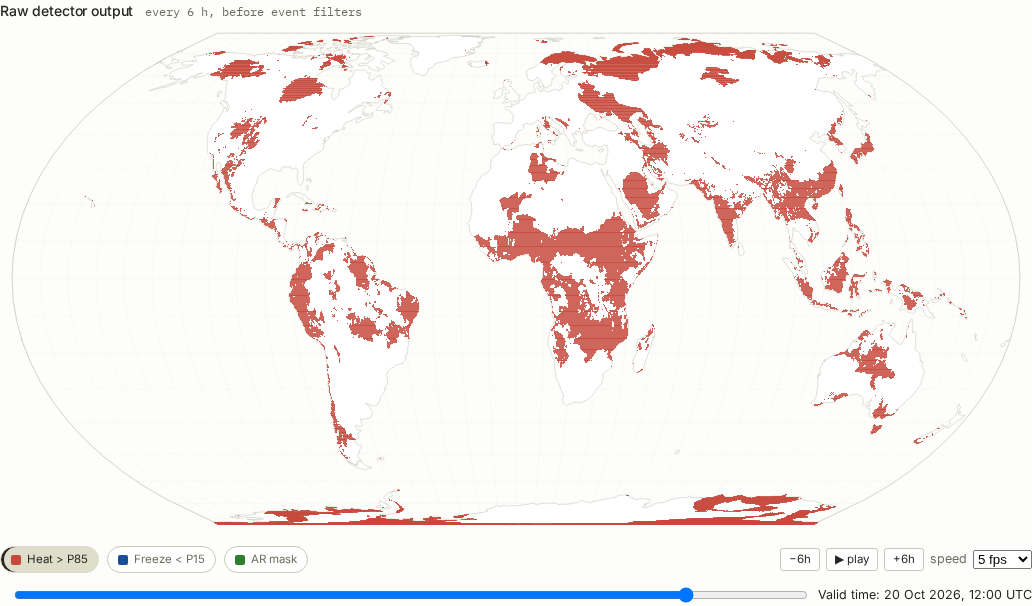 Raw detector output every 6 h, before event filters
Heat > P85 Freeze < P15 AR mask −6h ▶ play +6h speed 5 fps
Valid time: 20 Oct 2026, 12:00 UTC